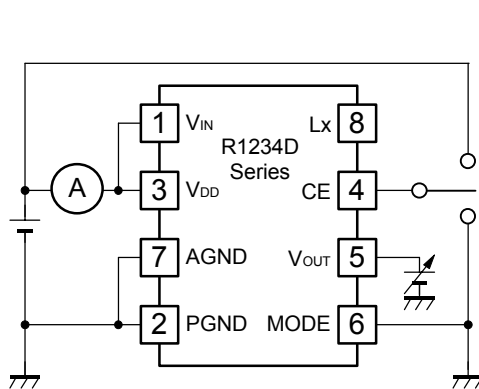 1 VIN
R1234D
Series
Lx 8
A
3 VDD
CE 4
7 AGND
VOUT 5
2 PGND
MODE 6